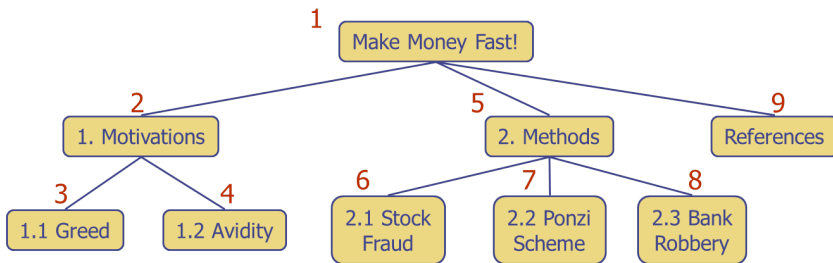 1
Make Money Fast!
2
5
9
1. Motivations
2. Methods
References
3
4
6
7
8
1.1 Greed
1.2 Avidity
2.1 Stock
Fraud
2.2 Ponzi
Scheme
2.3 Bank
Robbery